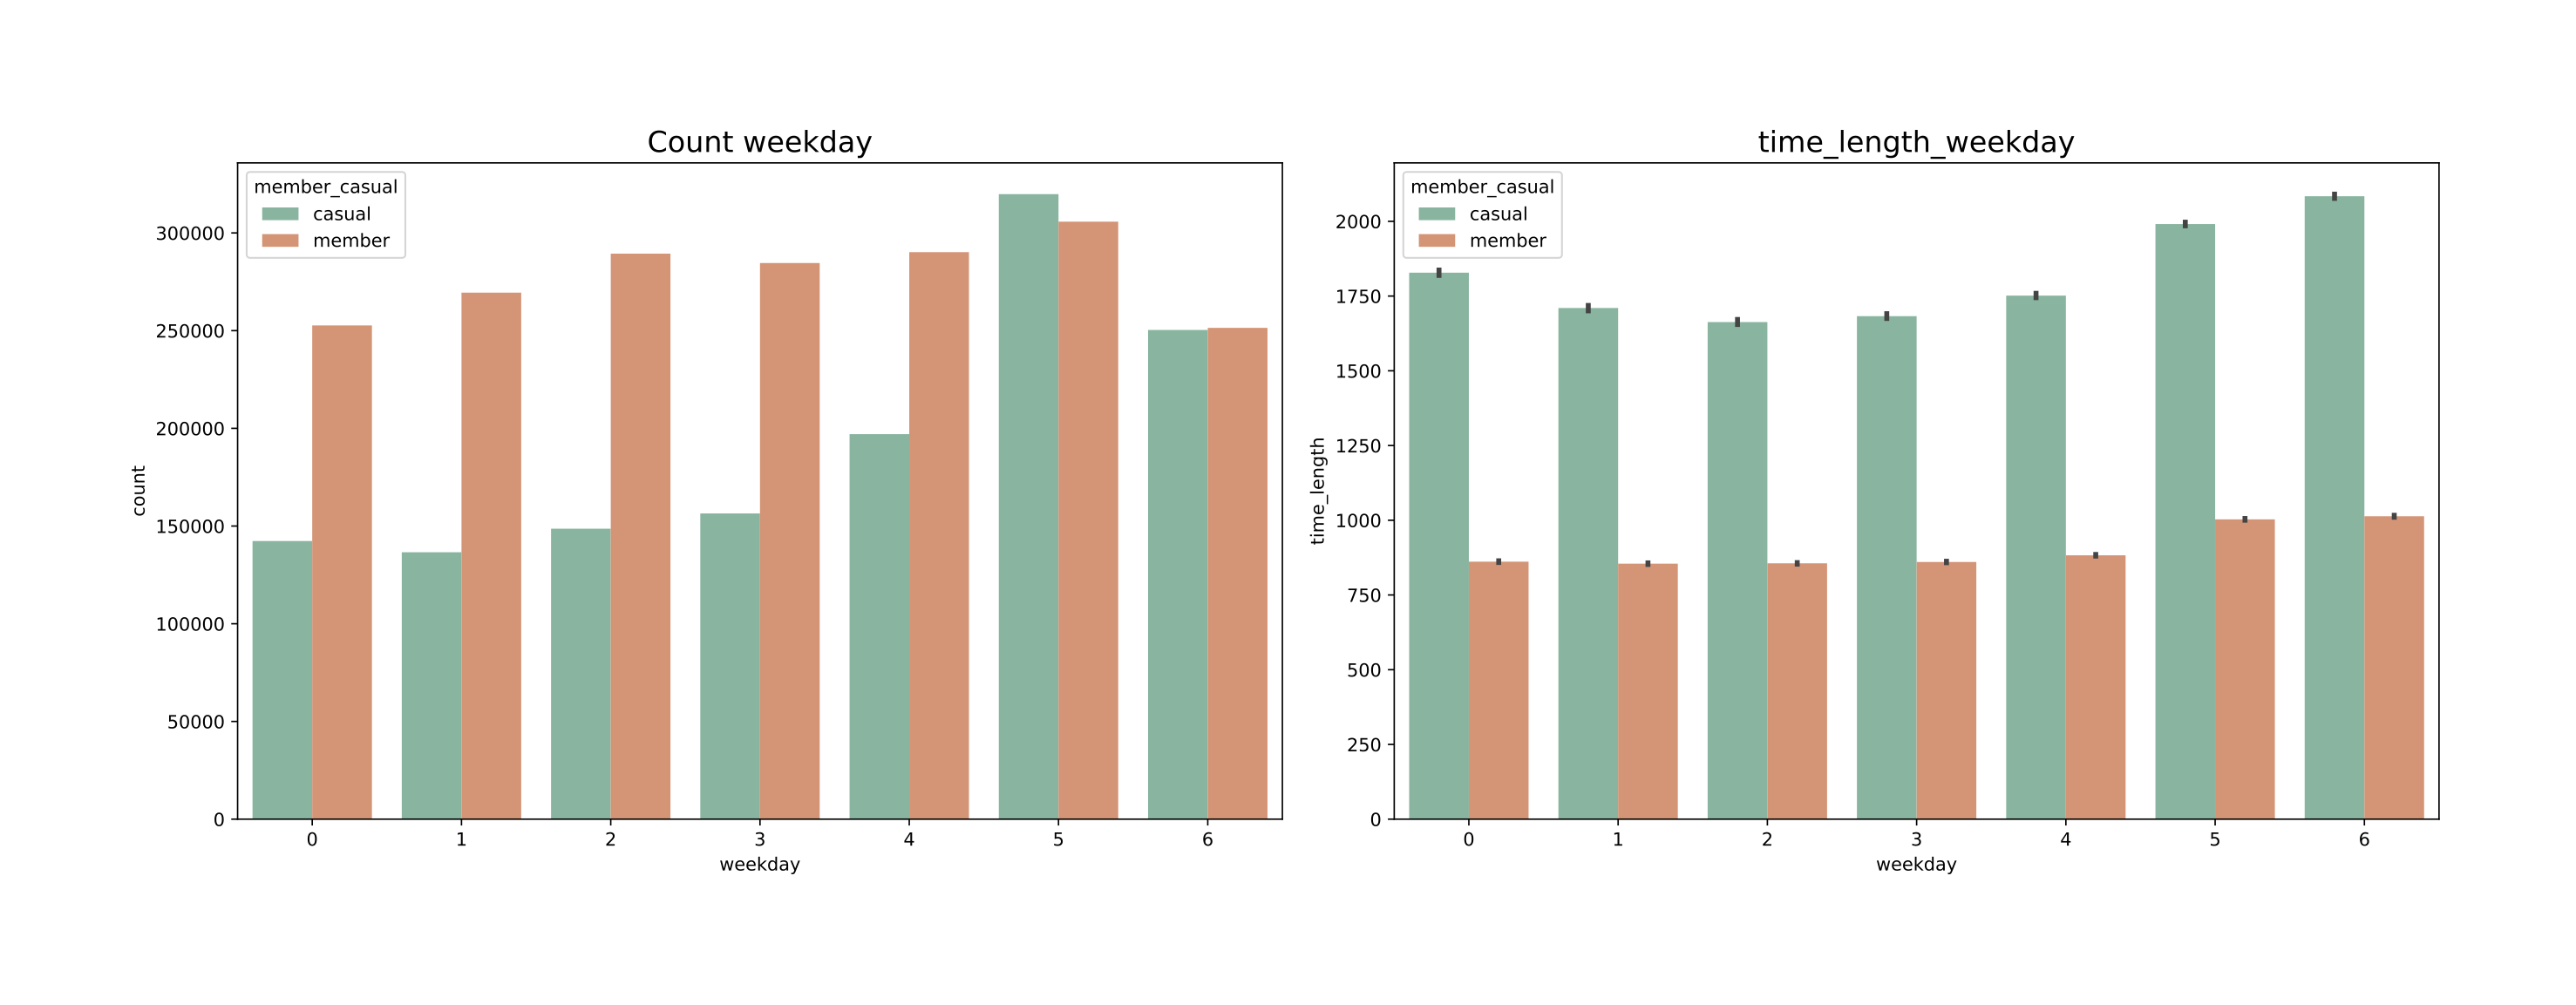 Count weekday
member_casual
casual
member
300000
250000
200000
150000
100000
50000
0
count
0 1 2 3 4 5 6
weekday
time_length_weekday
member_casual
casual
member
2000
1750
1500
1250
1000
750
500
250
0
time_length
0 1 2 3 4 5 6
weekday